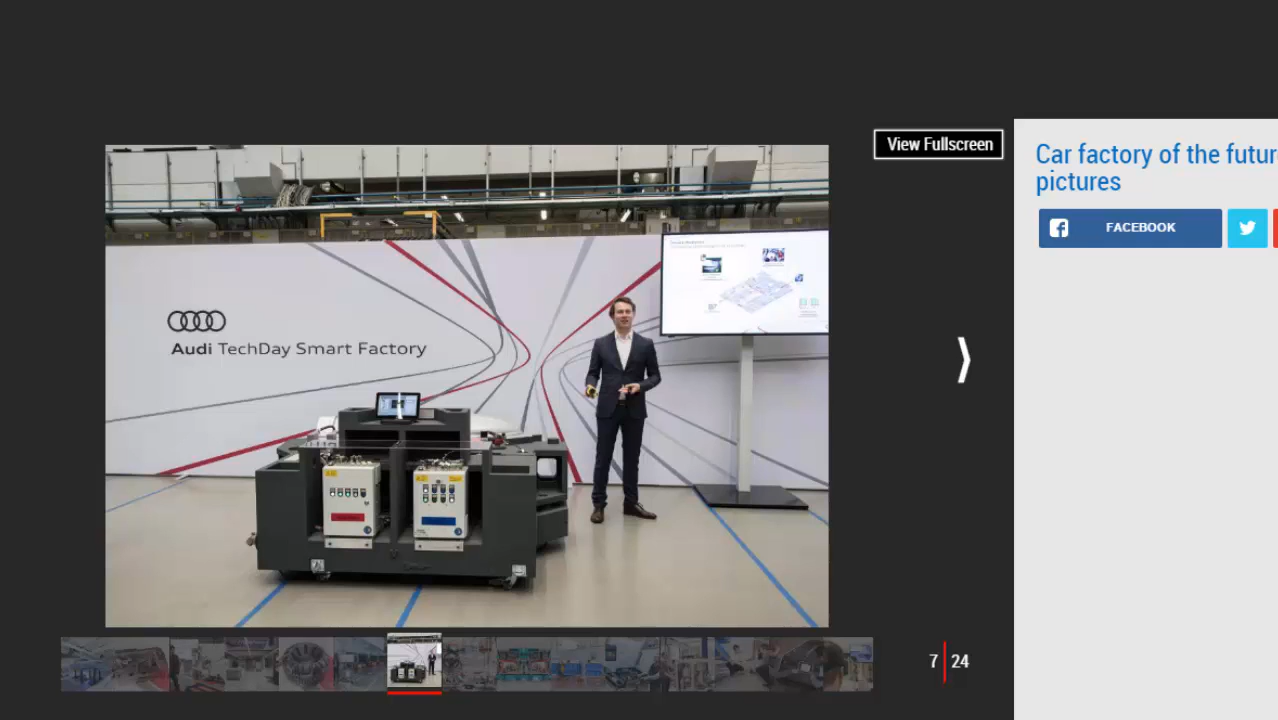 View Fullscreen
Car factory of the futur
pictures
FACEBOOK
Audi TechDay Smart Factory
7 24